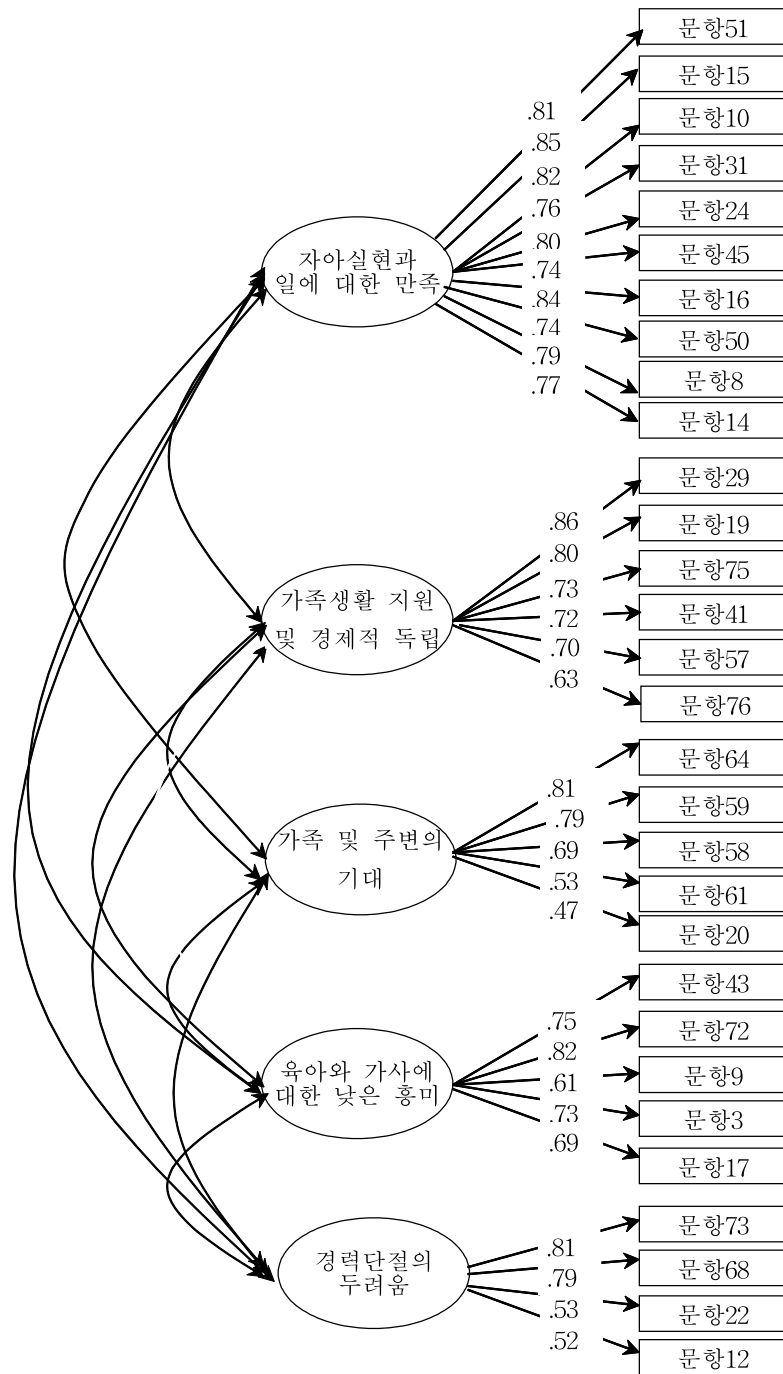 문항51
문항15
문항10
.81
.85
문항31
.82
.76
문항24
자아실현과
일에 대한 만족
.80
문항45
.74
문항16
.84
.74
문항50
.79
문항8
.77
문항14
문항29
.86
문항19
.80
문항75
가족생활 지원
및 경제적 독립
.73
문항41
.72
.70
문항57
.63
문항76
문항64
.81
문항59
.79
가족 및 주변의
기대
.69
문항58
.53
문항61
.47
문항20
문항43
.75
문항72
.82
육아와 가사에
대한 낮은 흥미
.61
문항9
.73
문항3
.69
문항17
문항73
.81
경력단절의
두려움
.79
문항68
.53
문항22
.52
문항12